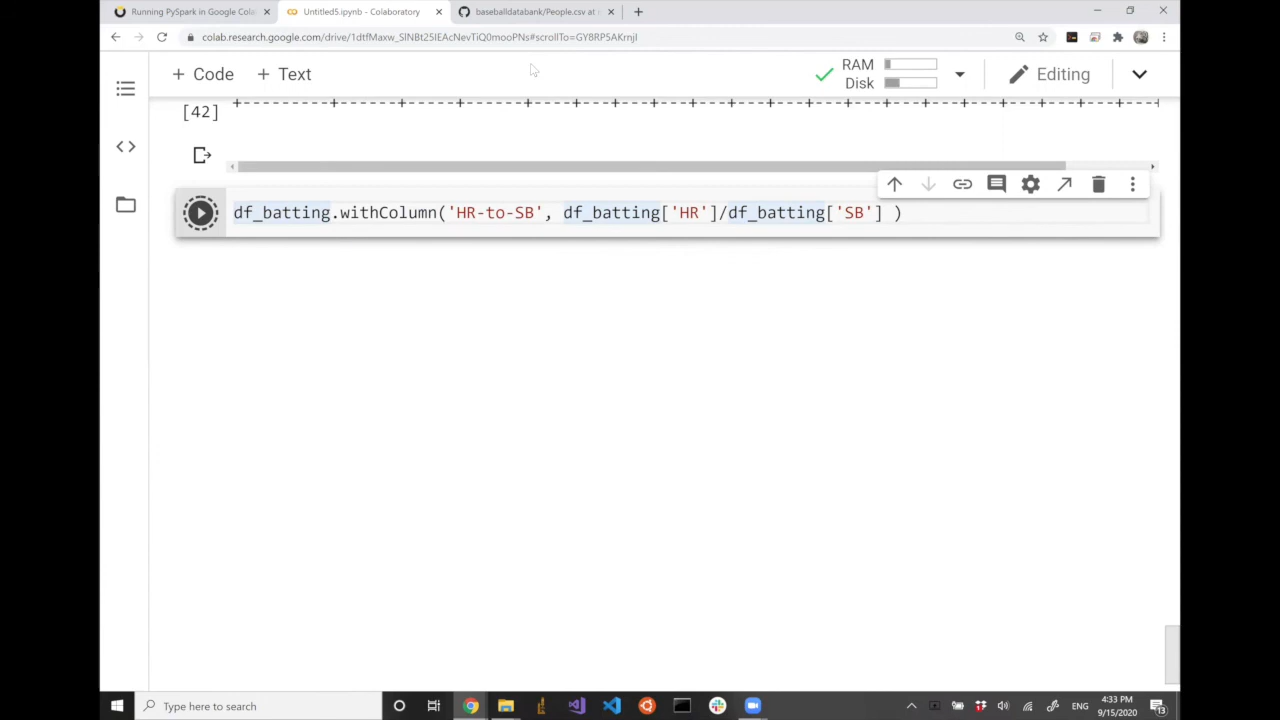 Running PySpark in Google Cola
Untitled5.ipynb - Colaboratory
baseballdatabank/People.csv at
colab.research.google.com/drive/1dtfMaxw_SlNBt25IEAcNevTiQ0mooPNs#scrollTo=GY8RP5AKrnjI
+ Code + Text
RAM
Disk
Editing
[42]
df_batting.withColumn('HR-to-SB', df_batting['HR']/df_batting['SB'] )
Type here to search
ENG
4:33 PM
9/15/2020
13